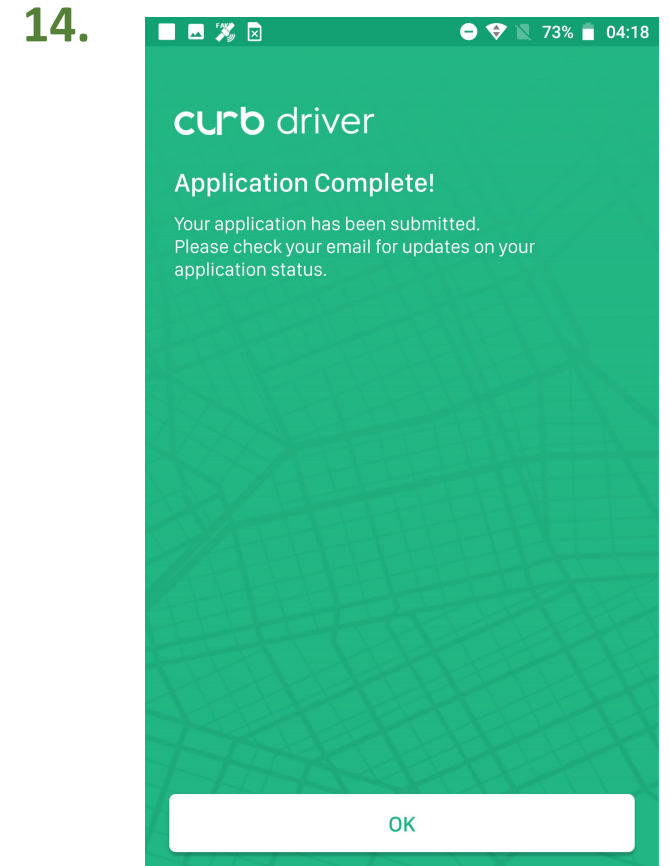 14.
FAKE
73% 04:18
curb driver
Application Complete!
Your application has been submitted.
Please check your email for updates on your
application status.
OK